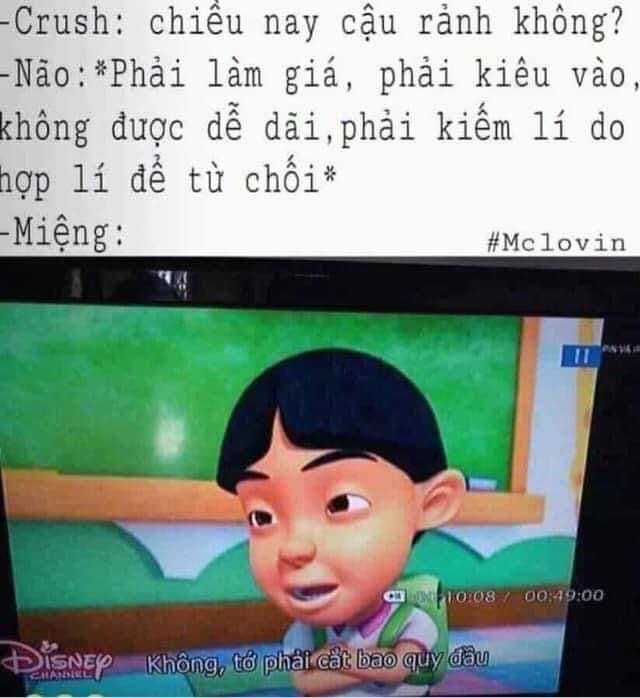 -Crush: chiều nay cậu rảnh không?
-Não:*Phải làm giá, phải kiêu vào,
không được dễ dãi,phải kiếm lí do
hợp lí để từ chối*
-Miệng:
#Mclovin
10:08 / 00:49:00
DISNEY
CHANNEL
Không, tớ phải cắt bao quy đầu